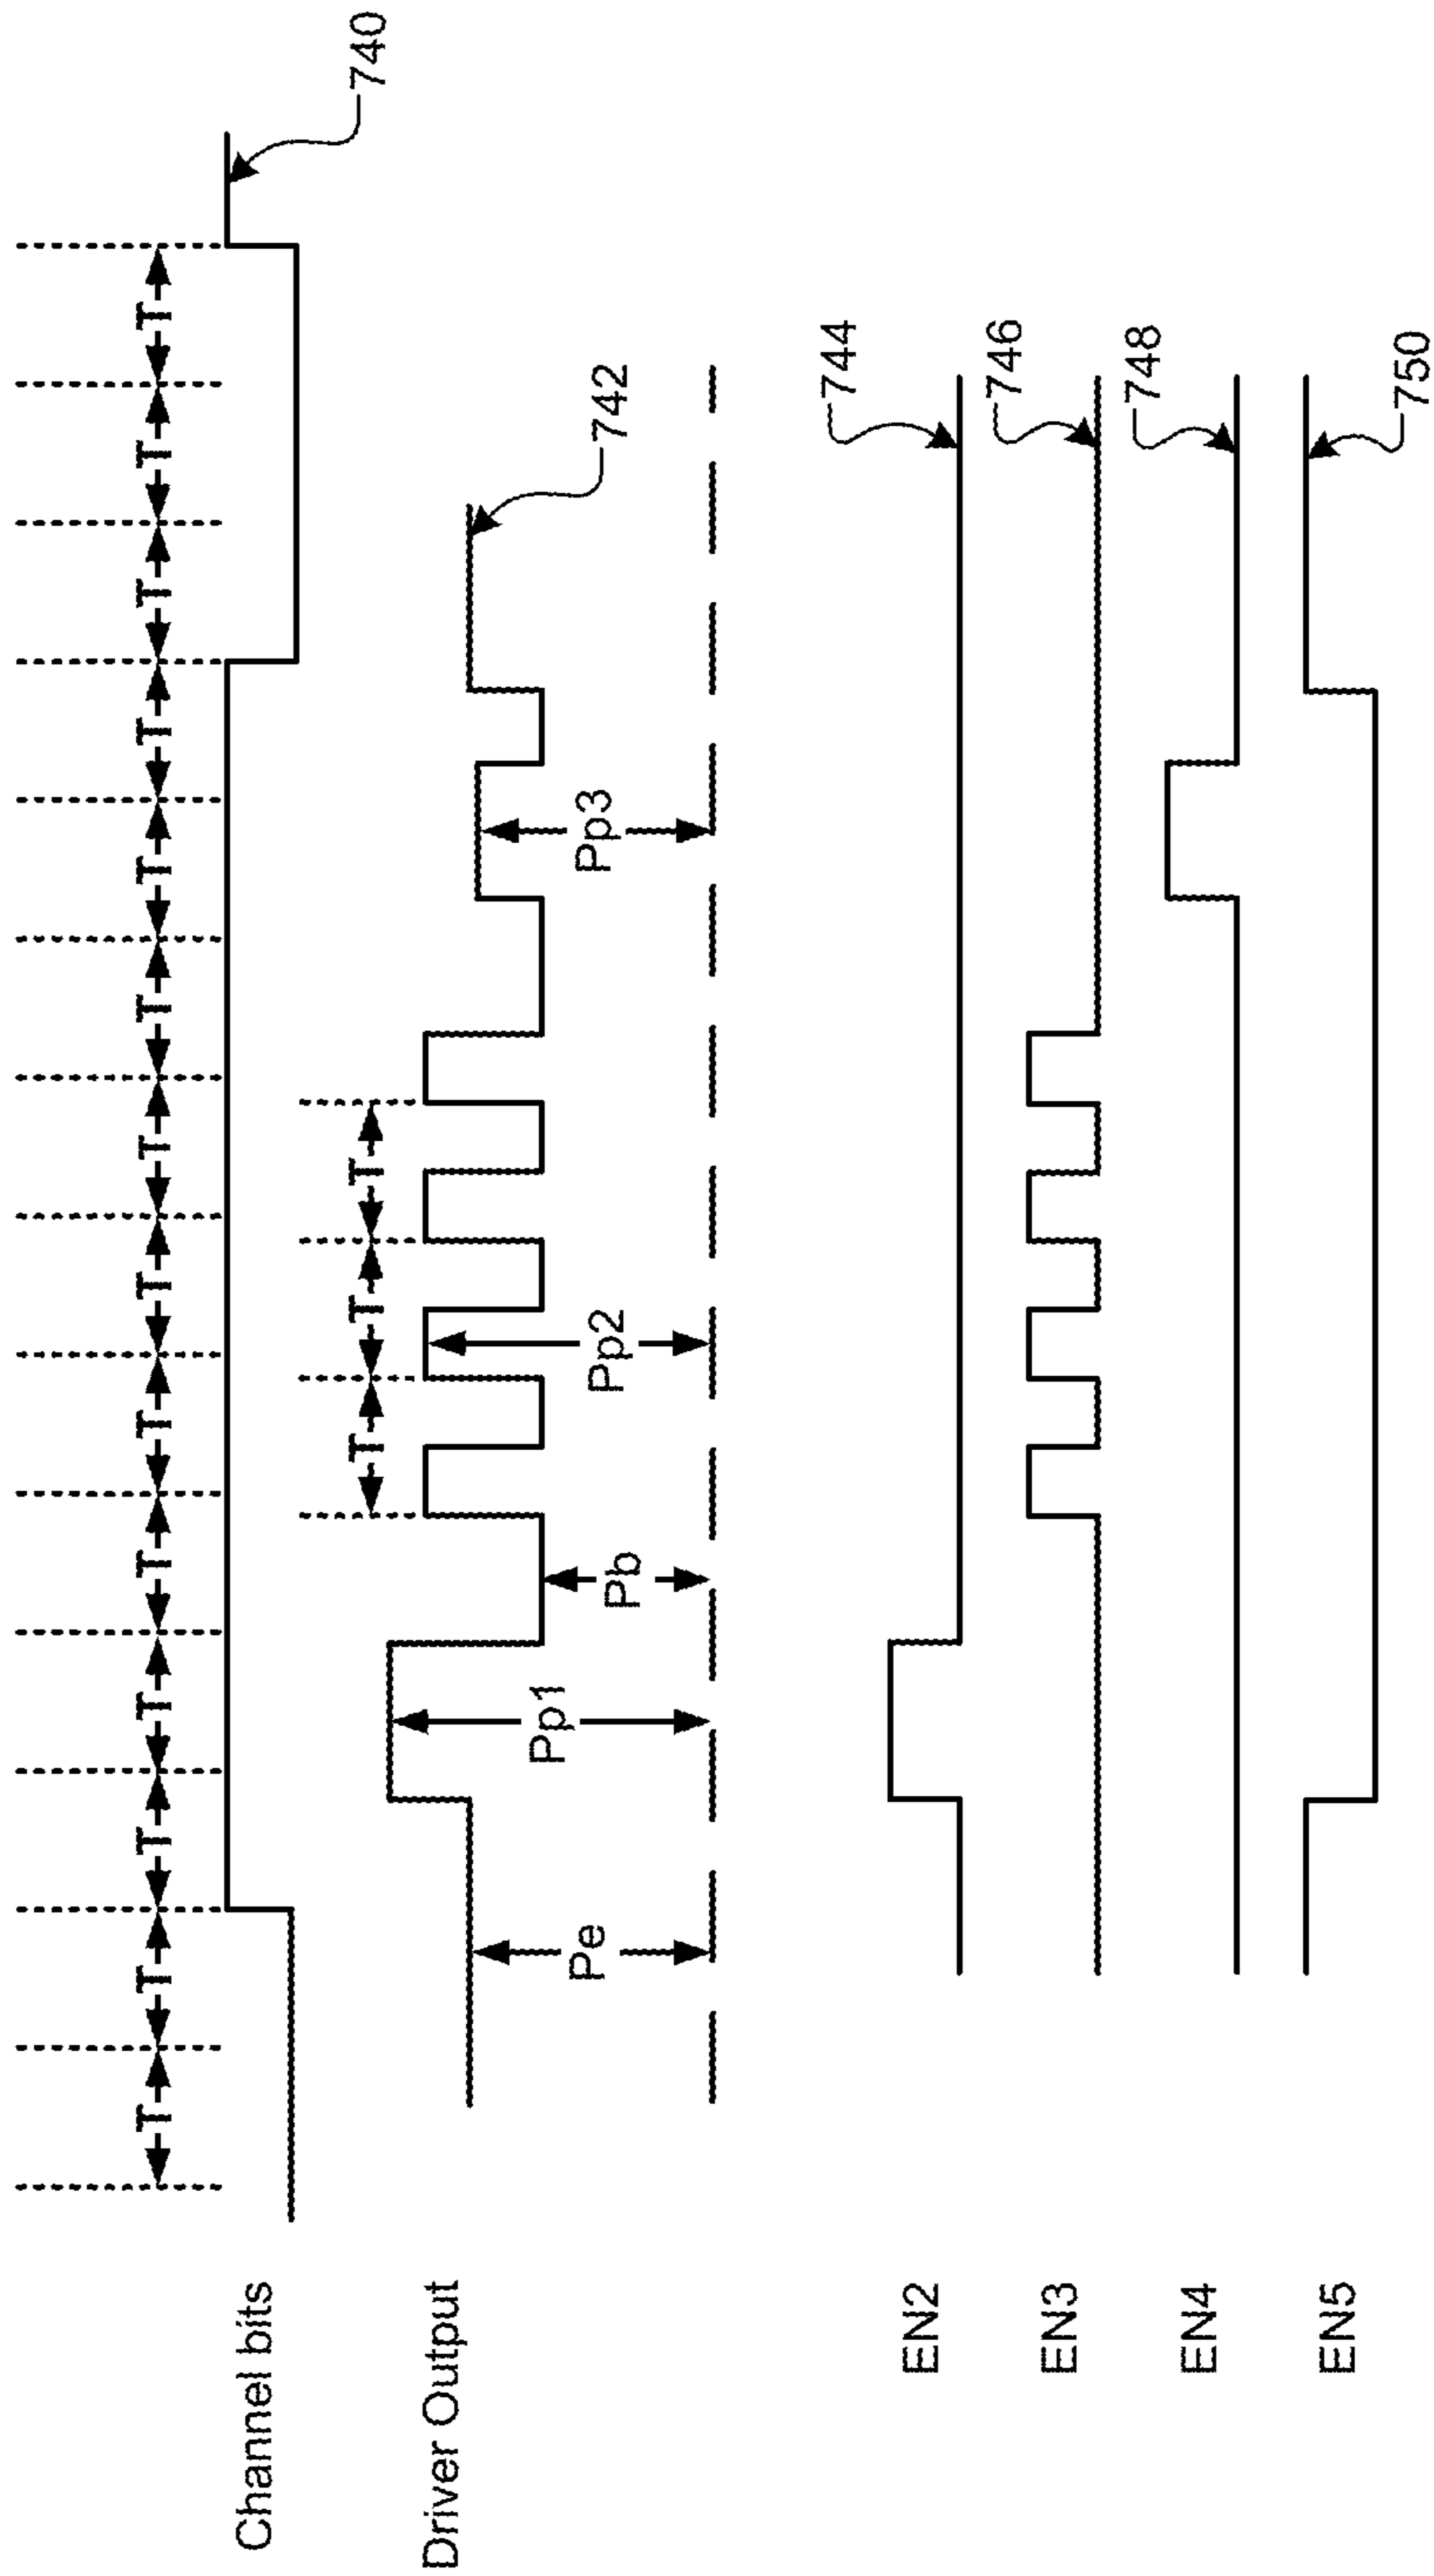 T T T T T T T T T T T T T T
Channel bits
740
T T T
Driver Output
742
Pe Pp1 Pb Pp2 Pp3
EN2
744
EN3
746
EN4
748
EN5
750